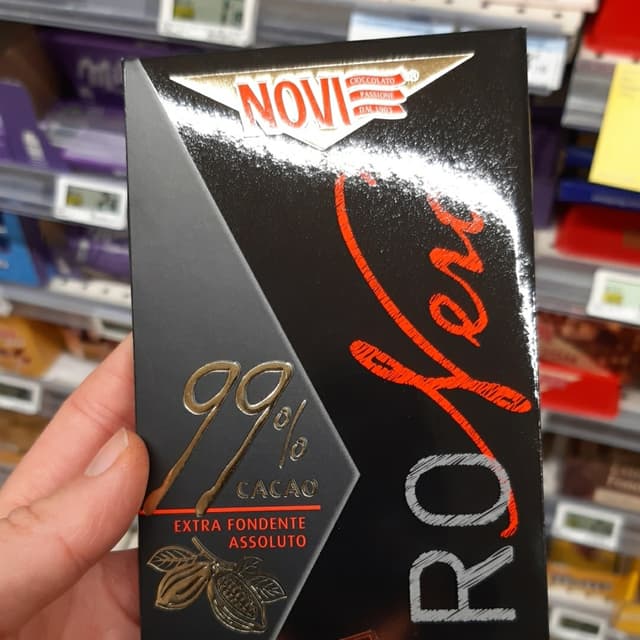 NOVI
CIOCCOLATO
PASSIONE
DAL 1903
Nero
RO
99%
CACAO
EXTRA FONDENTE
ASSOLUTO